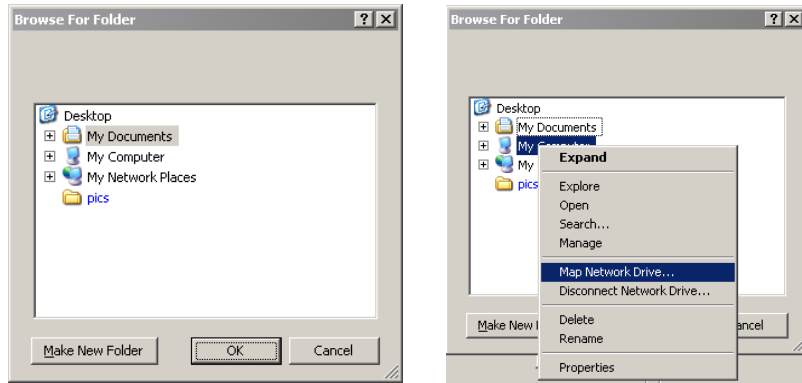 Browse For Folder
Desktop
My Documents
My Computer
My Network Places
pics
Make New Folder
OK
Cancel
Browse For Folder
Desktop
My Documents
My
My
pics
Expand
Explore
Open
Search...
Manage
Map Network Drive...
Disconnect Network Drive...
Delete
Rename
Properties
Make New
ancel